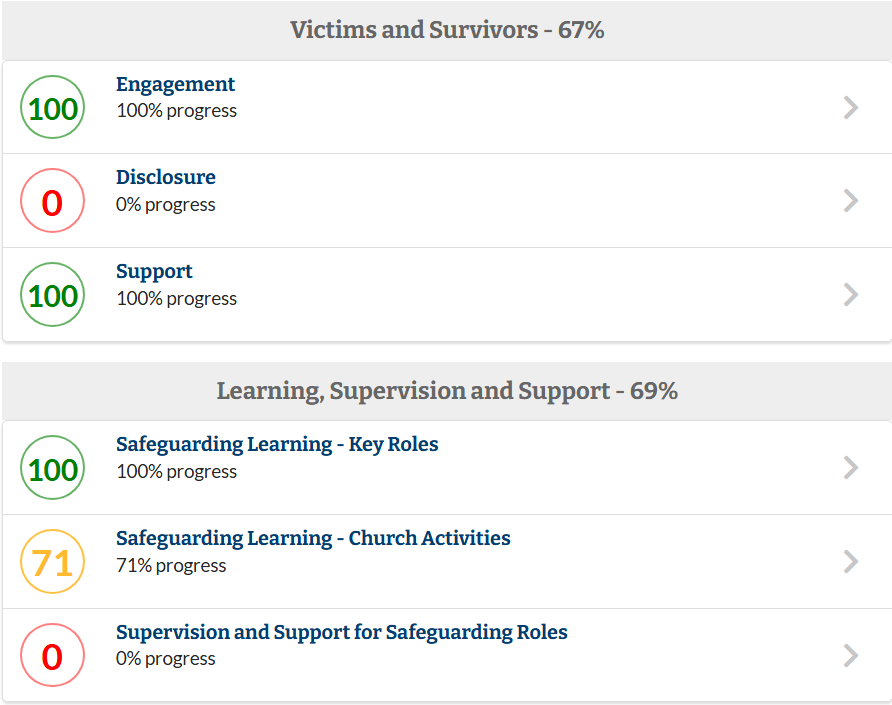 Victims and Survivors - 67%
100
Engagement
100% progress
0
Disclosure
0% progress
100
Support
100% progress
Learning, Supervision and Support - 69%
100
Safeguarding Learning - Key Roles
100% progress
71
Safeguarding Learning - Church Activities
71% progress
0
Supervision and Support for Safeguarding Roles
0% progress